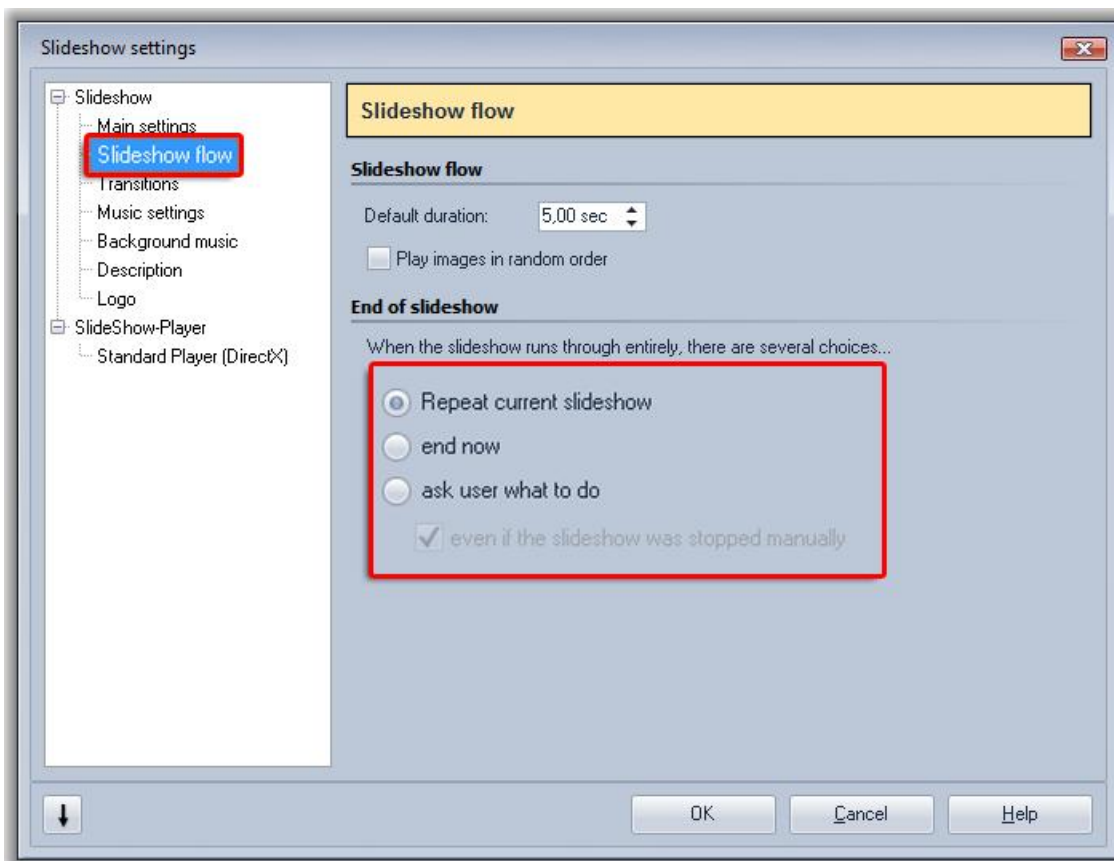 Slideshow settings
Slideshow
Main settings
Slideshow flow
Transitions
Music settings
Background music
Description
Logo
SlideShow-Player
Standard Player (DirectX)
Slideshow flow
Slideshow flow
Default duration: 5,00 sec
Play images in random order
End of slideshow
When the slideshow runs through entirely, there are several choices...
Repeat current slideshow
end now
ask user what to do
even if the slideshow was stopped manually
OK Cancel Help